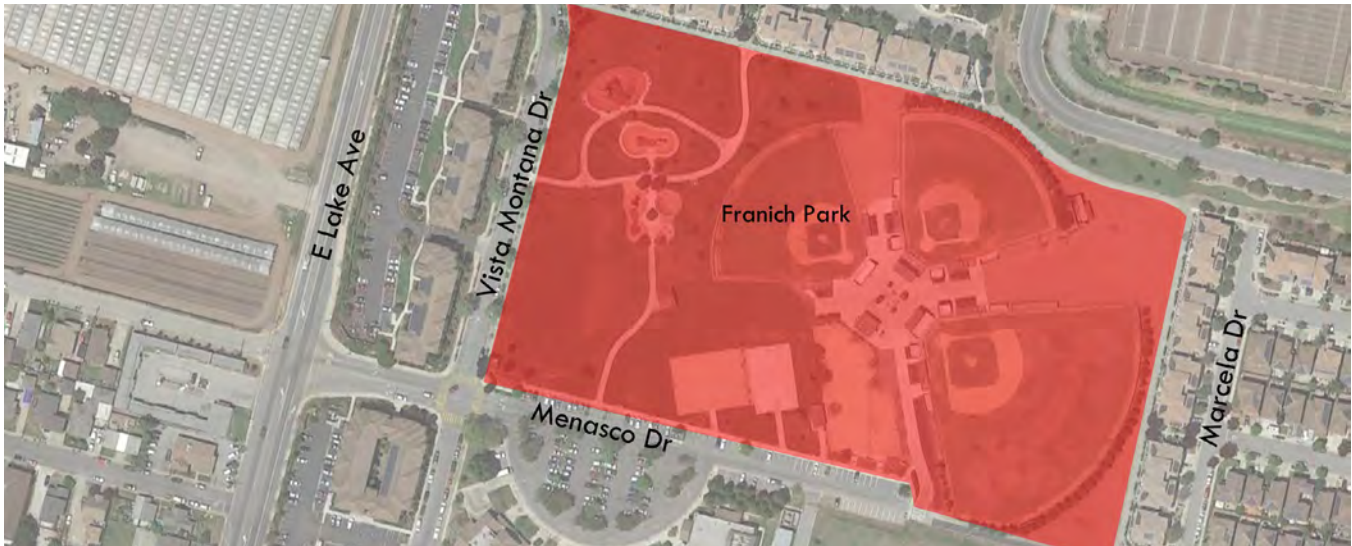 E Lake Ave
Vista Montana Dr
Franich Park
Menasco Dr
Marcela Dr